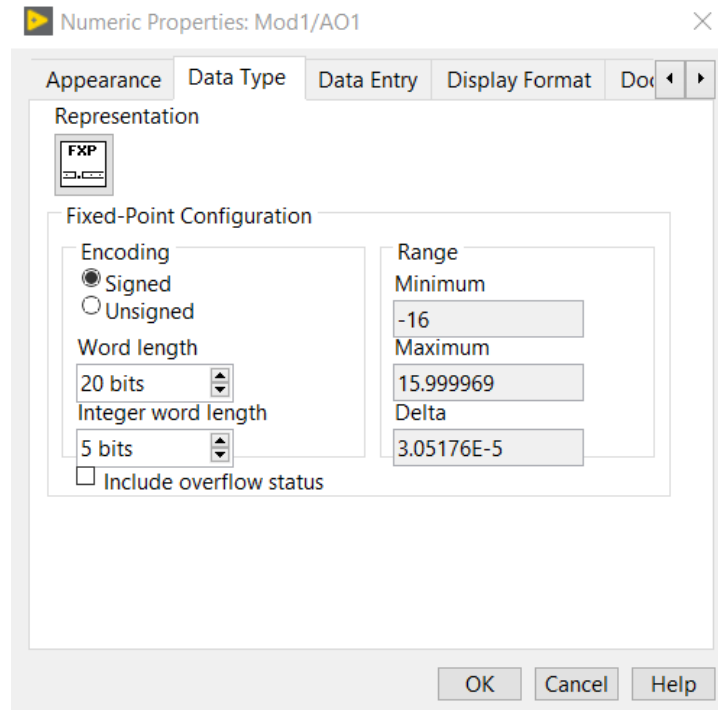 Numeric Properties: Mod1/AO1
Appearance Data Type Data Entry Display Format
Representation
FXP
Fixed-Point Configuration
Encoding
Signed
Unsigned
Word length
20 bits
Integer word length
5 bits
Include overflow status
Range
Minimum
-16
Maximum
15.999969
Delta
3.05176E-5
OK Cancel Help